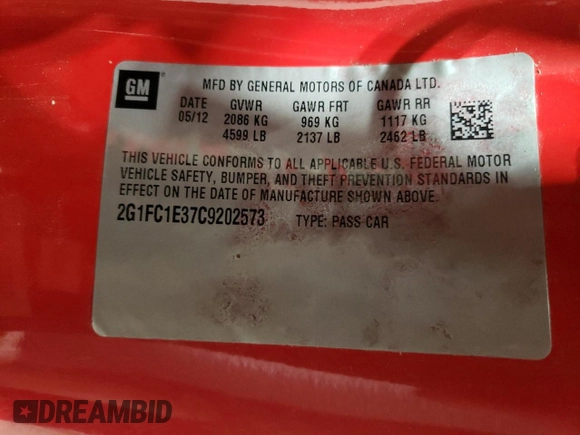 GM
MFD BY GENERAL MOTORS OF CANADA LTD.
DATE GVWR GAWR FRT GAWR RR
05/12 2086 KG 969 KG 1117 KG
4599 LB 2137 LB 2462 LB
THIS VEHICLE CONFORMS TO ALL APPLICABLE U.S. FEDERAL MOTOR
VEHICLE SAFETY, BUMPER, AND THEFT PREVENTION STANDARDS IN
EFFECT ON THE DATE OF MANUFACTURE SHOWN ABOVE.
2G1FC1E37C9202573 TYPE: PASS CAR
DREAMBID